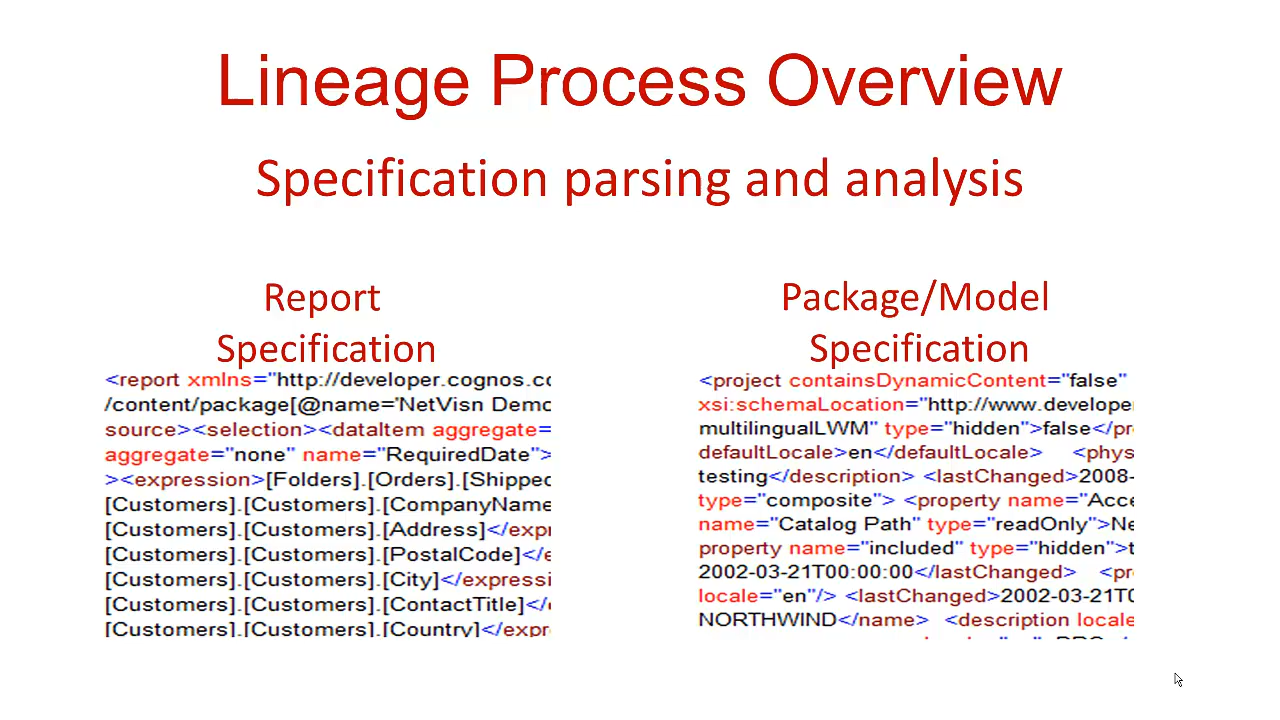 Lineage Process Overview
Specification parsing and analysis
Report
Specification
<report xmlns="http://developer.cognos.co
/content/package[@name='NetVisn Demo
source><selection><dataItem aggregate=
aggregate="none" name="RequiredDate">
><expression>[Folders].[Orders].[Shipped
[Customers].[Customers].[CompanyName
[Customers].[Customers].[Address]</expr
[Customers].[Customers].[PostalCode]</e
[Customers].[Customers].[City]</expressi
[Customers].[Customers].[ContactTitle]</
[Customers].[Customers].[Country]</expr
Package/Model
Specification
<project containsDynamicContent="false"
xsi:schemaLocation="http://www.develope
multilingualLWM" type="hidden">false</pr
defaultLocale>en</defaultLocale> <phys
testing</description> <lastChanged>2008-
type="composite"> <property name="Acce
name="Catalog Path" type="readOnly">Ne
property name="included" type="hidden">t
2002-03-21T00:00:00</lastChanged> <pr
locale="en"/> <lastChanged>2002-03-21T0
NORTHWIND</name> <description locale